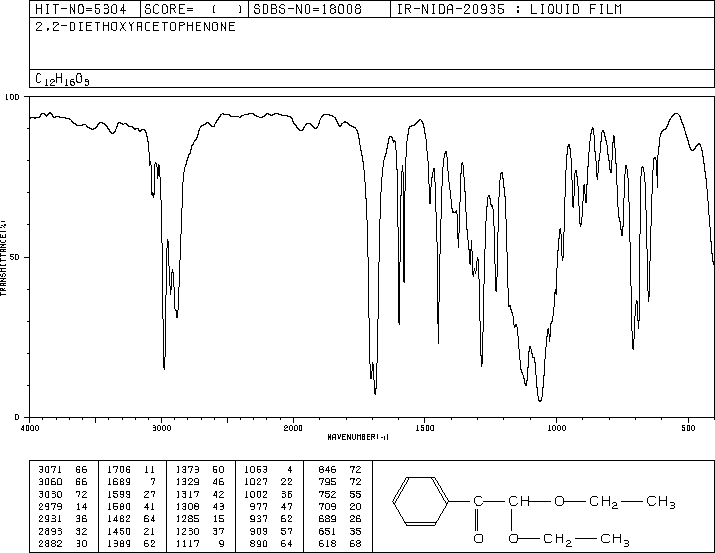 HIT-NO=5304 SCORE= ( ) SDBS-NO=18008 IR-NIDA-20935 : LIQUID FILM
2,2-DIETHOXYACETOPHENONE
C12H16O3
100
TRANSMITTANCE(%)
50
0
4000 3000 2000 1500 1000 500
WAVENUMBER(-1)
3071 66 1706 11 1373 50 1063 4 846 72
3060 66 1689 7 1329 46 1027 22 795 72
3030 72 1599 27 1317 42 1002 36 752 55
2979 14 1580 41 1308 43 977 47 709 20
2931 36 1482 64 1285 15 937 62 689 26
2893 32 1450 21 1230 37 909 57 651 35
2882 30 1389 62 1117 9 890 64 618 68
C CH O CH2 CH3
O O CH2 CH3